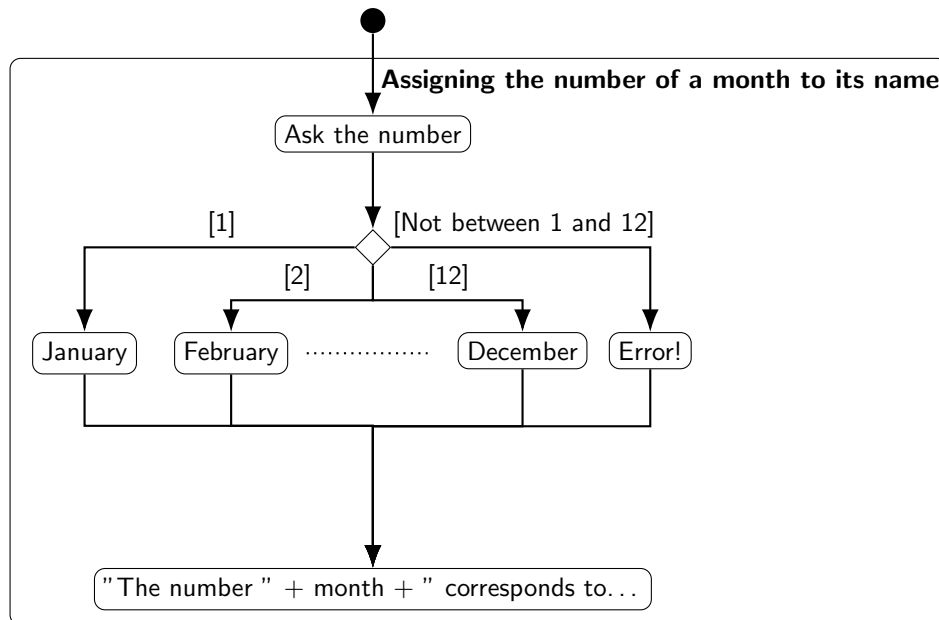 Assigning the number of a month to its name
Ask the number
[1]
[Not between 1 and 12]
[2]
[12]
January
February
December
Error!
"The number " + month + " corresponds to...